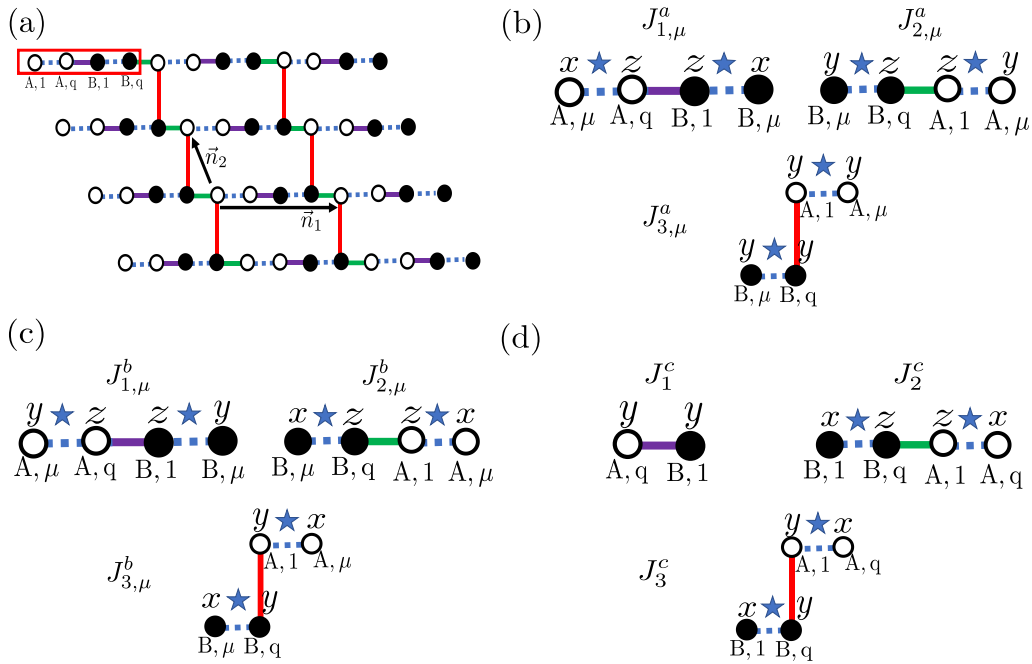 (a)
A,1 A,q B,1 B,q
n⃗₂
n⃗₁
(b)
J^a_{1,μ}
x ★ z z ★ x
A,μ A,q B,1 B,μ
J^a_{2,μ}
y ★ z z ★ y
B,μ B,q A,1 A,μ
J^a_{3,μ}
y ★ y
A,1 A,μ
y ★ y
B,μ B,q
(c)
J^b_{1,μ}
y ★ z z ★ y
A,μ A,q B,1 B,μ
J^b_{2,μ}
x ★ z z ★ x
B,μ B,q A,1 A,μ
J^b_{3,μ}
y ★ x
A,1 A,μ
x ★ y
B,μ B,q
(d)
J^c_1
y y
A,q B,1
J^c_2
x ★ z z ★ x
B,1 B,q A,1 A,q
J^c_3
y ★ x
A,1 A,q
x ★ y
B,1 B,q